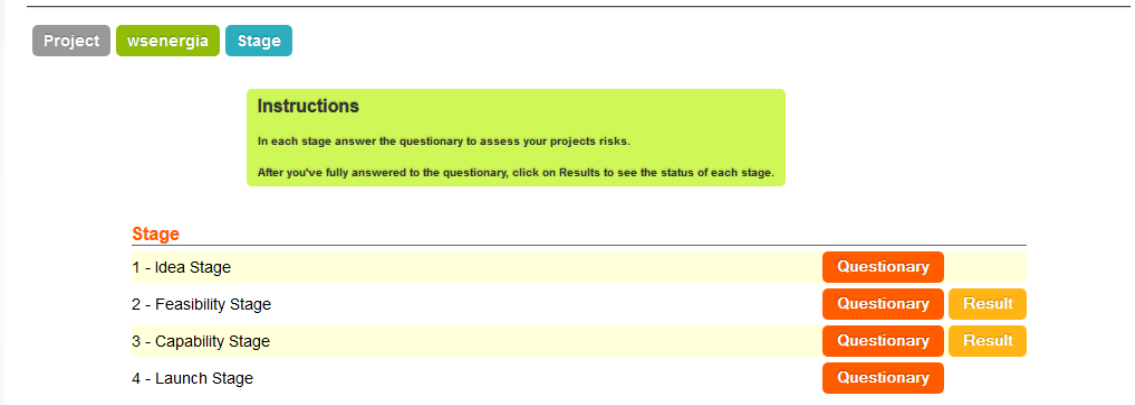 Project wsenergia Stage
Instructions
In each stage answer the questionary to assess your projects risks.
After you've fully answered to the questionary, click on Results to see the status of each stage.
Stage
1 - Idea Stage Questionary
2 - Feasibility Stage Questionary Result
3 - Capability Stage Questionary Result
4 - Launch Stage Questionary